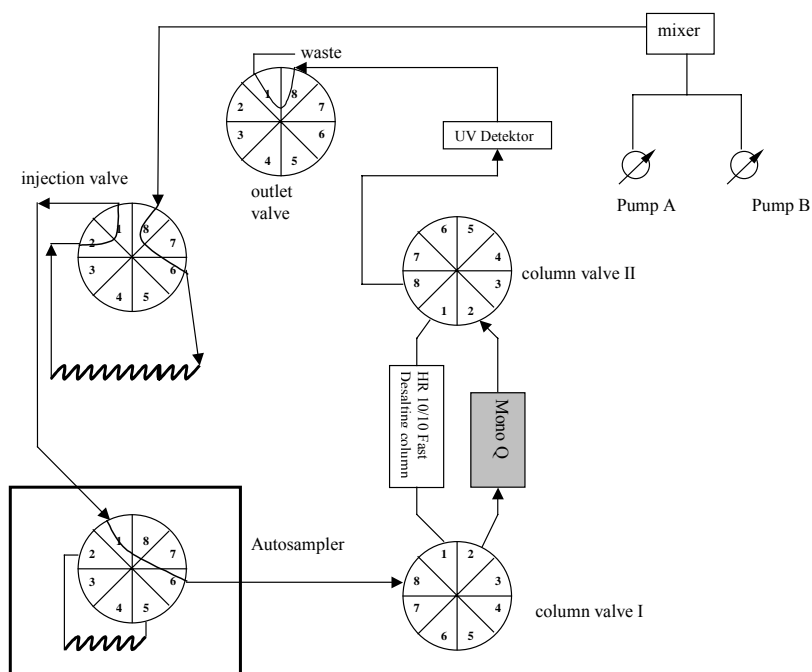 mixer
waste
1 8
2 7
3 6
4 5
UV Detektor
outlet
valve
Pump A
Pump B
injection valve
1 8
2 7
3 6
4 5
6 5
7 4
8 3
1 2
column valve II
HR 10/10 Fast
Desalting column
Mono Q
Autosampler
1 8
2 7
3 6
4 5
1 2
8 3
7 4
6 5
column valve I